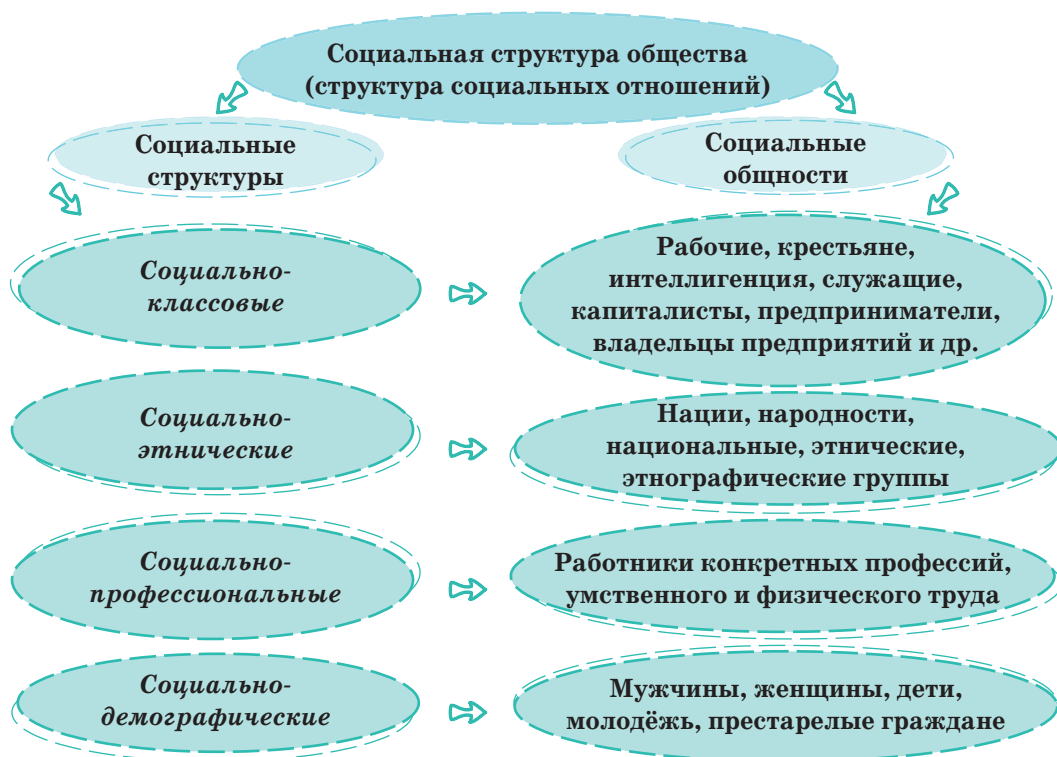 Социальная структура общества
(структура социальных отношений)
Социальные
структуры
Социальные
общности
Социально-
классовые
Рабочие, крестьяне,
интеллигенция, служащие,
капиталисты, предприниматели,
владельцы предприятий и др.
Социально-
этнические
Нации, народности,
национальные, этнические,
этнографические группы
Социально-
профессиональные
Работники конкретных профессий,
умственного и физического труда
Социально-
демографические
Мужчины, женщины, дети,
молодёжь, престарелые граждане